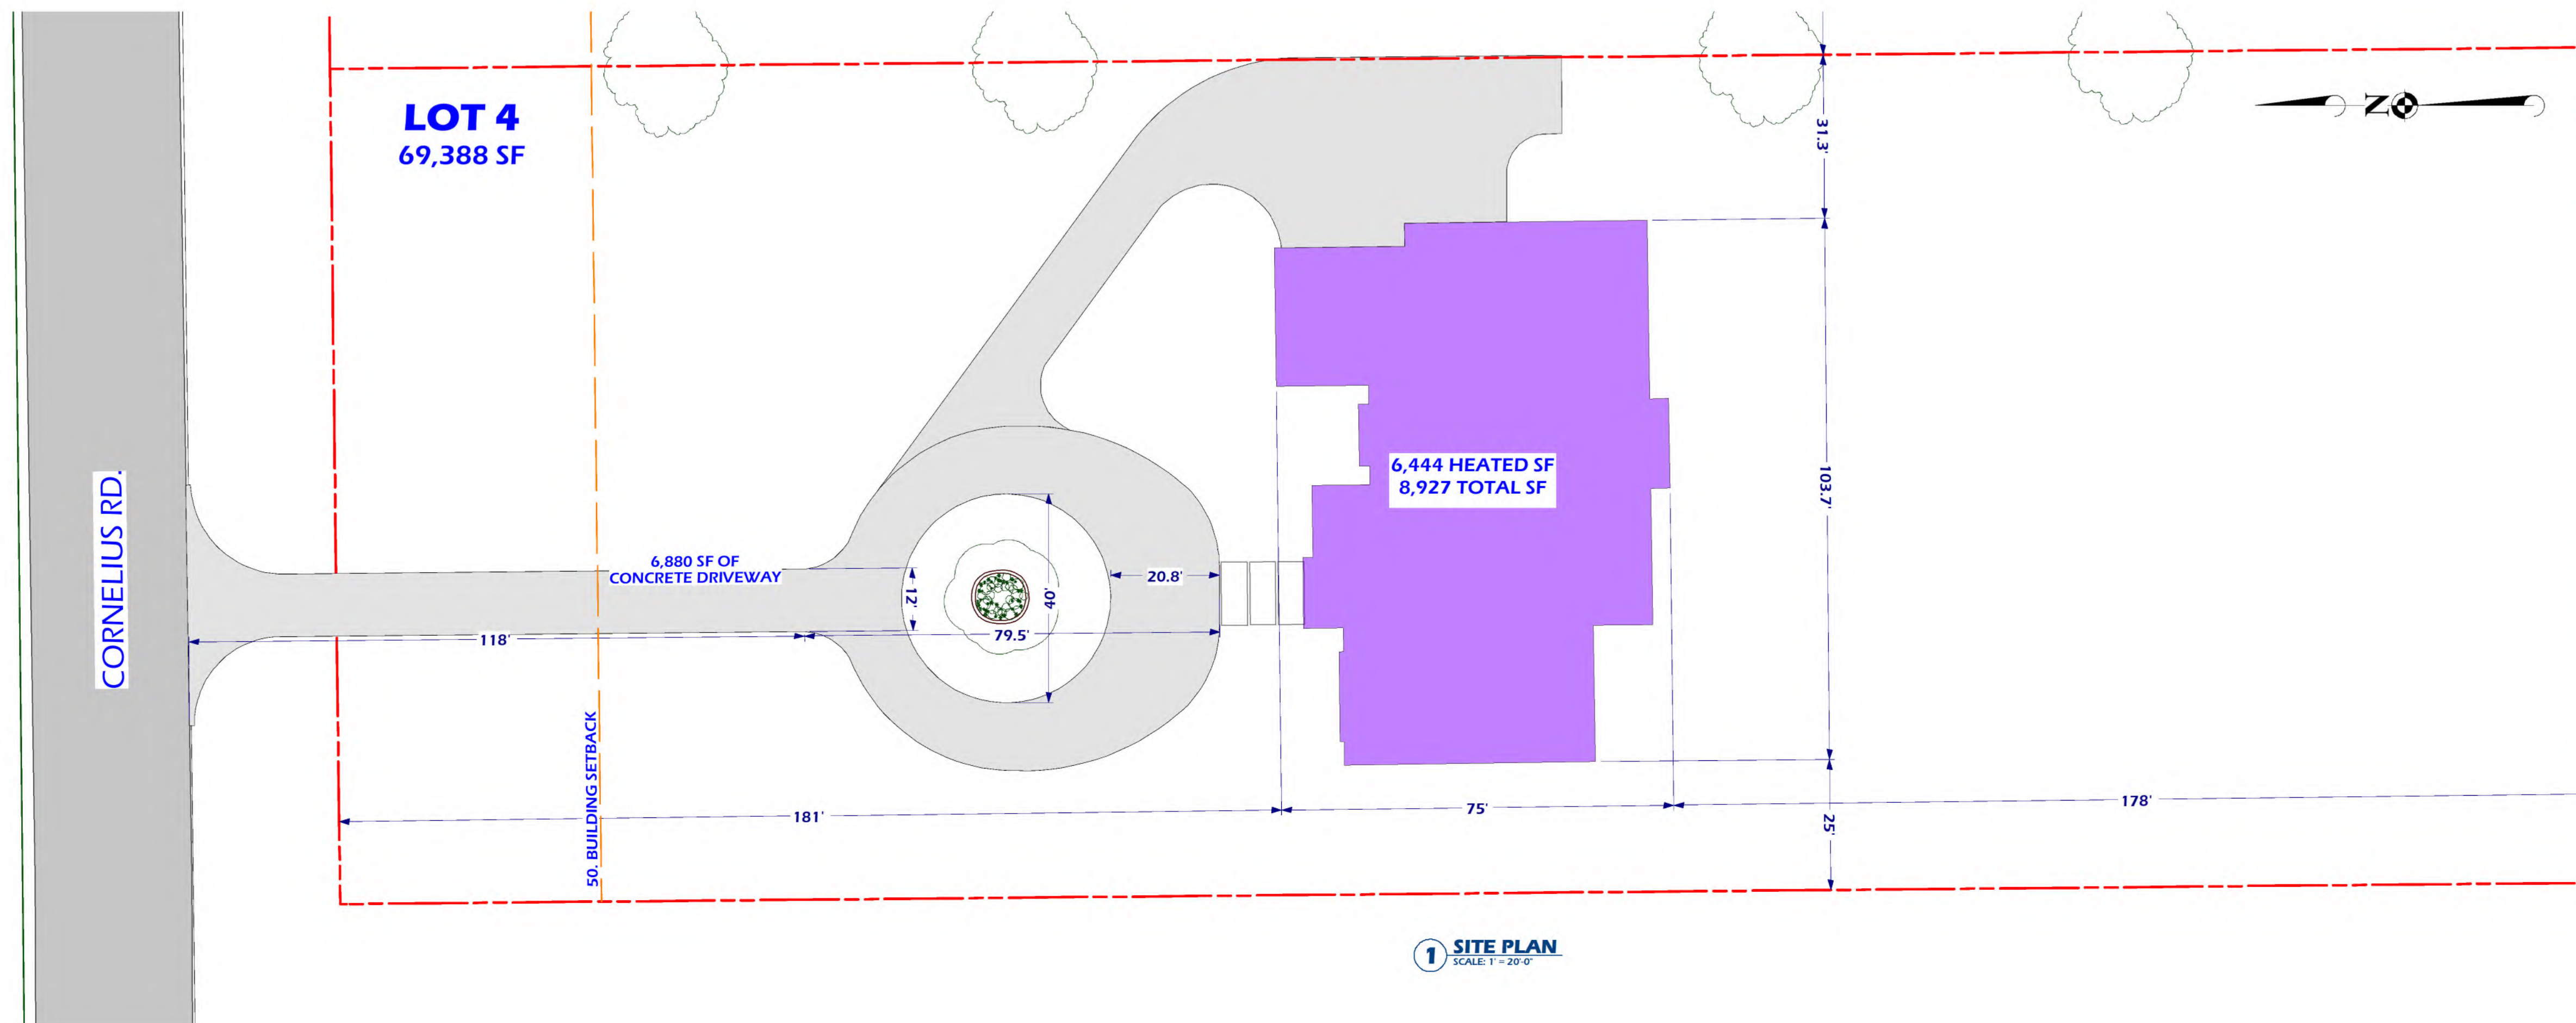 LOT 4
69,388 SF
N
31.3'
CORNELIUS RD.
6,444 HEATED SF
8,927 TOTAL SF
103.7'
6,880 SF OF
CONCRETE DRIVEWAY
12'
40'
20.8'
118'
79.5'
50. BUILDING SETBACK
181'
75'
178'
25'
1
SITE PLAN
SCALE: 1' = 20'-0"